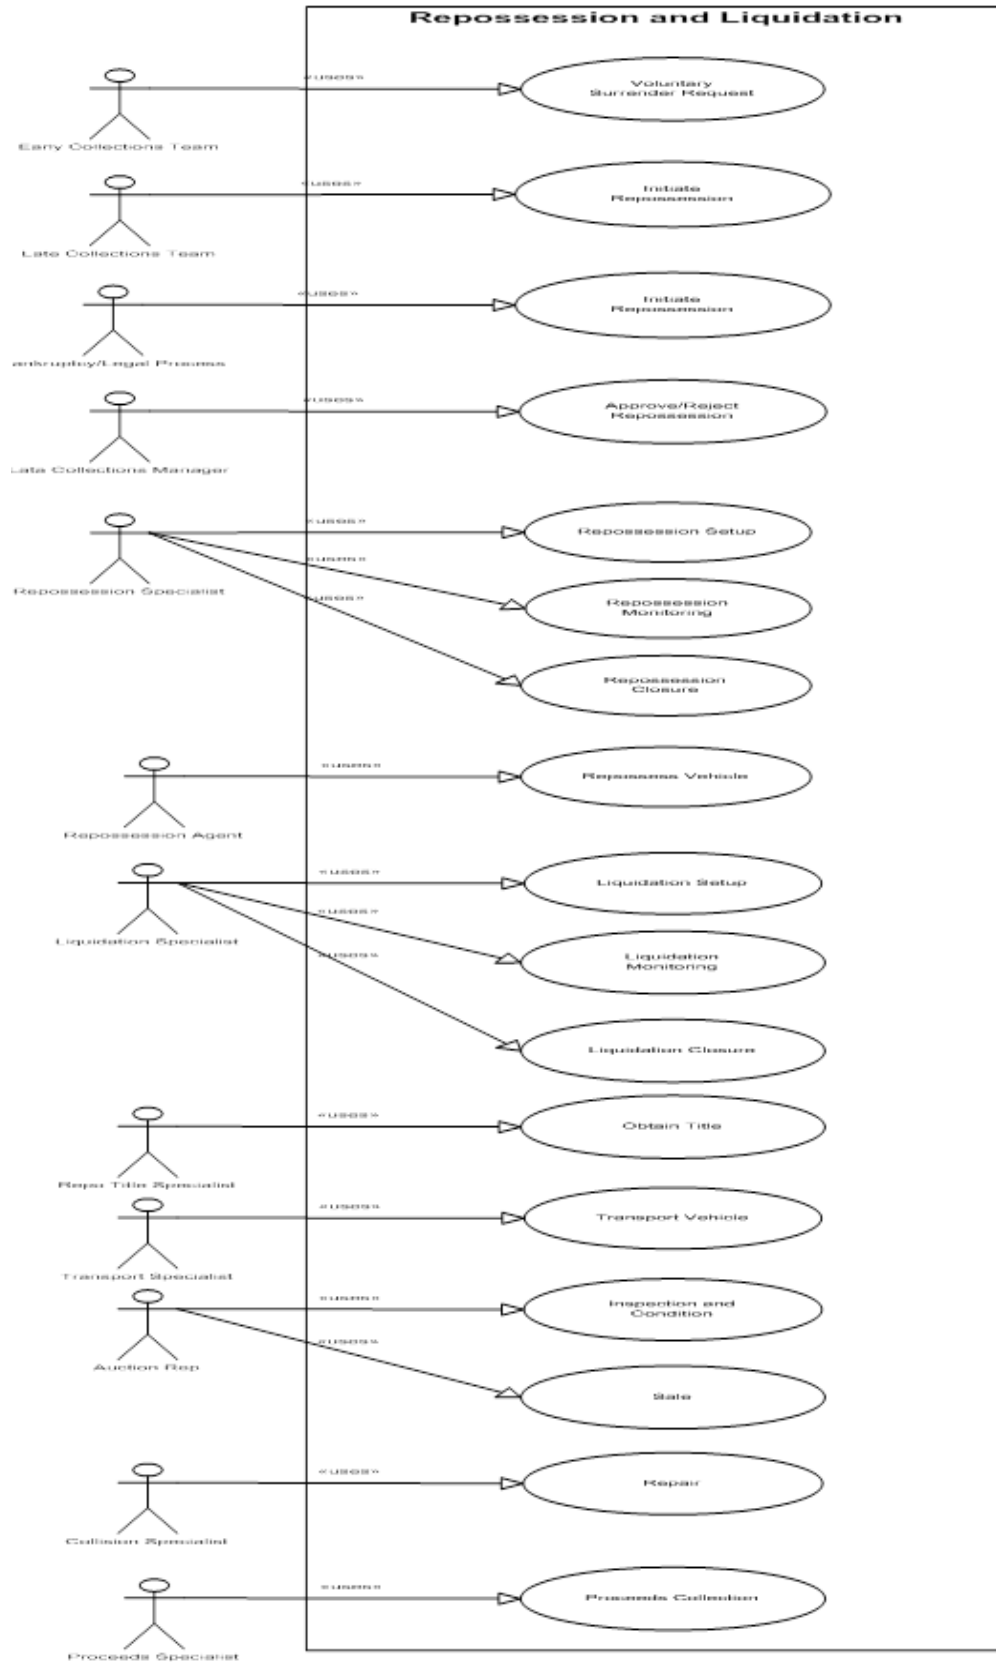 Repossession and Liquidation
«uses»
Voluntary
Surrender Request
Early Collections Team
«uses»
Initiate
Repossession
Late Collections Team
«uses»
Initiate
Repossession
ankruptcy/Legal Process
«uses»
Approve/Reject
Repossession
Late Collections Manager
«uses»
Repossession Setup
«uses»
Repossession
Monitoring
Repossession Specialist
«uses»
Repossession
Closure
«uses»
Repossess Vehicle
Repossession Agent
«uses»
Liquidation Setup
«uses»
Liquidation Specialist
«uses»
Liquidation
Monitoring
Liquidation Closure
«uses»
Obtain Title
Repo Title Specialist
«uses»
Transport Vehicle
Transport Specialist
«uses»
Inspection and
Condition
«uses»
Auction Rep
Sale
«uses»
Repair
Collision Specialist
«uses»
Proceeds Collection
Proceeds Specialist